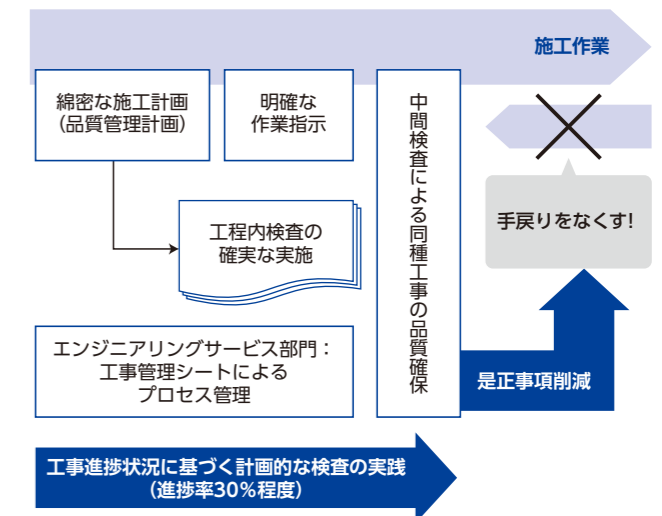 施工作業
綿密な施工計画
（品質管理計画）
明確な
作業指示
中間検査による同種工事の品質確保
手戻りをなくす!
工程内検査の
確実な実施
エンジニアリングサービス部門：
工事管理シートによる
プロセス管理
是正事項削減
工事進捗状況に基づく計画的な検査の実践
（進捗率30%程度）